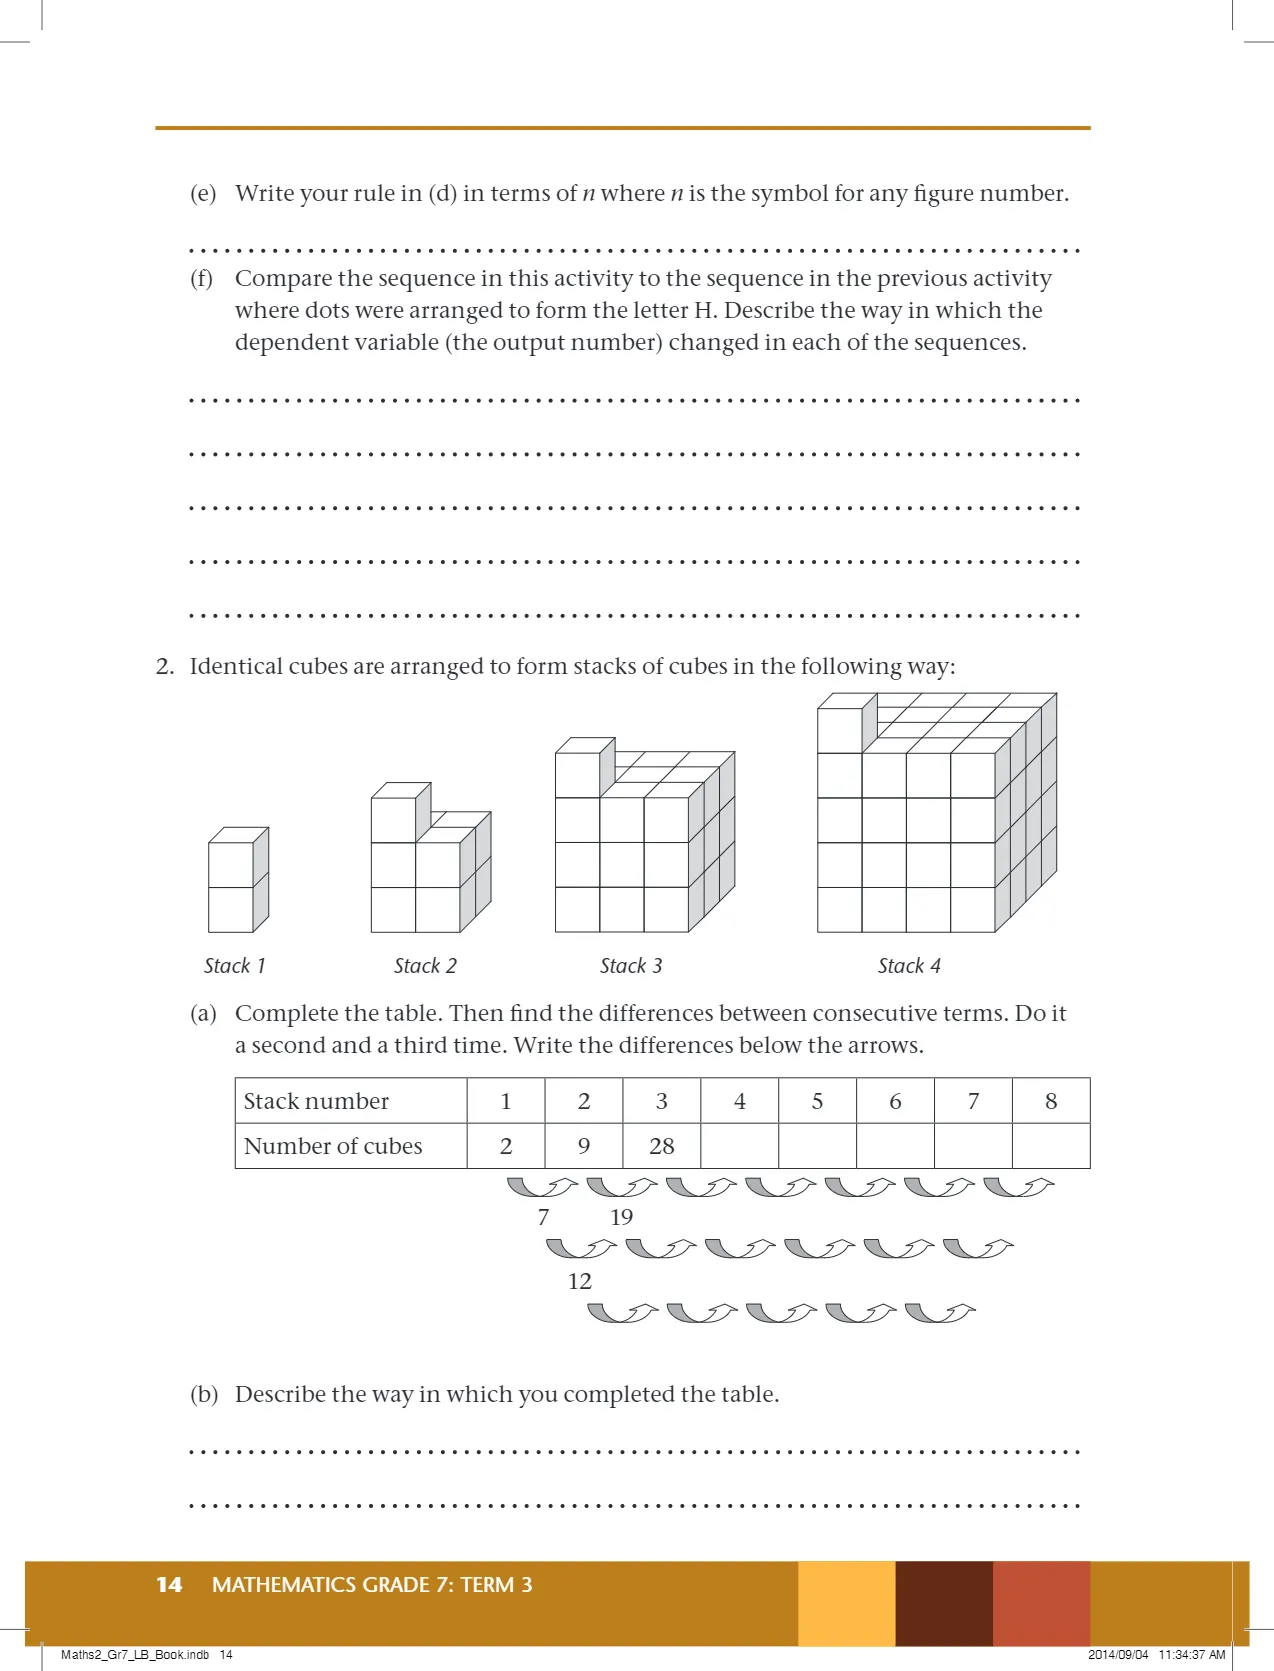 (e) Write your rule in (d) in terms of n where n is the symbol for any figure number.
(f) Compare the sequence in this activity to the sequence in the previous activity
where dots were arranged to form the letter H. Describe the way in which the
dependent variable (the output number) changed in each of the sequences.
2. Identical cubes are arranged to form stacks of cubes in the following way:
Stack 1 Stack 2 Stack 3 Stack 4
(a) Complete the table. Then find the differences between consecutive terms. Do it
a second and a third time. Write the differences below the arrows.
Stack number 1 2 3 4 5 6 7 8
Number of cubes 2 9 28
7 19
12
(b) Describe the way in which you completed the table.
14 MATHEMATICS GRADE 7: TERM 3
Maths2_Gr7_LB_Book.indb 14 2014/09/04 11:34:37 AM